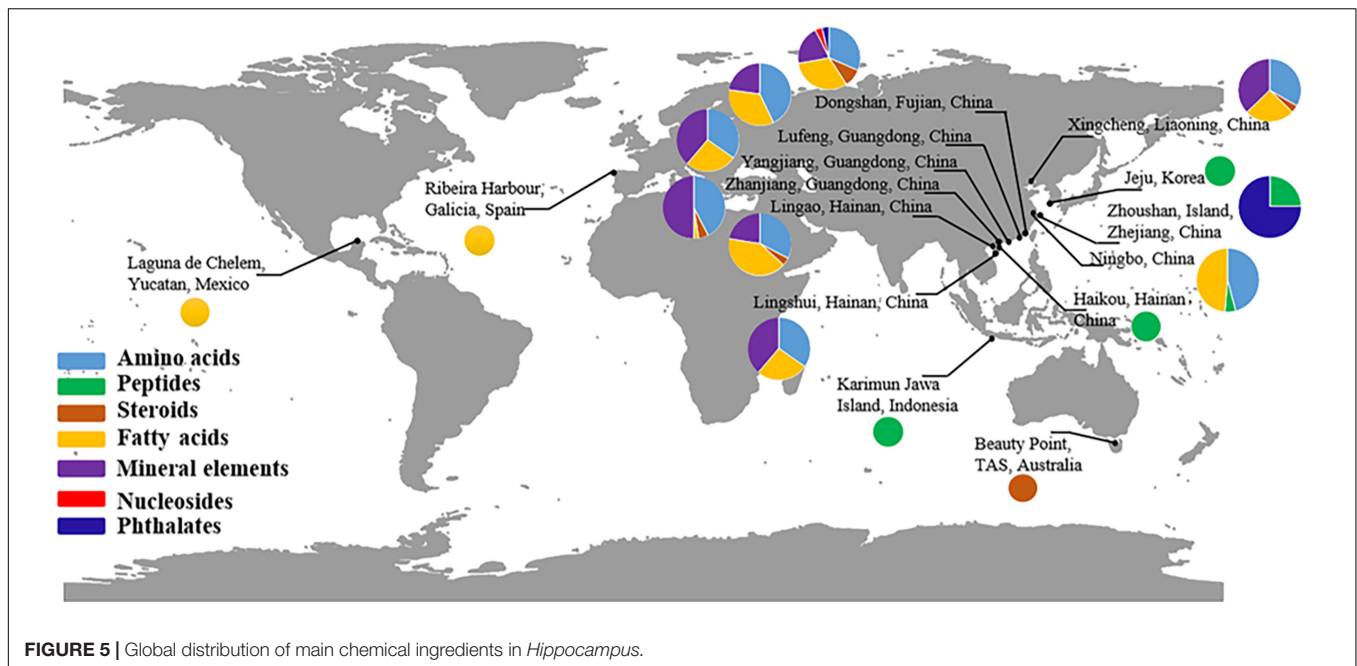 Dongshan, Fujian, China
Xingcheng, Liaoning, China
Lufeng, Guangdong, China
Yangjiang, Guangdong, China
Zhanjiang, Guangdong, China
Lingao, Hainan, China
Jeju, Korea
Zhoushan, Island,
Zhejiang, China
Ningbo, China
Ribeira Harbour,
Galicia, Spain
Laguna de Chelem,
Yucatan, Mexico
Lingshui, Hainan, China
Haikou, Hainan
China
Karimun Jawa
Island, Indonesia
Beauty Point,
TAS, Australia
Amino acids
Peptides
Steroids
Fatty acids
Mineral elements
Nucleosides
Phthalates
FIGURE 5 | Global distribution of main chemical ingredients in Hippocampus.